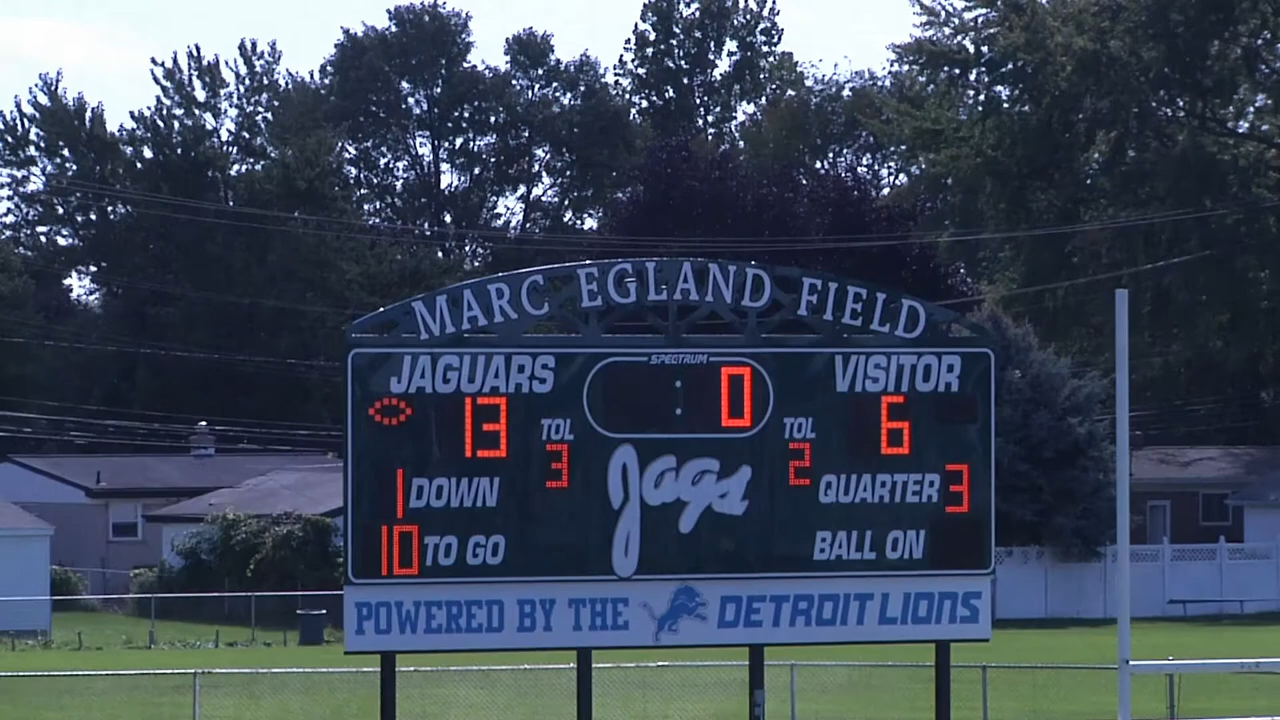 MARC EGLAND FIELD
SPECTRUM
JAGUARS : 0 VISITOR
13 TOL 3 TOL 2 6
1 DOWN Jags QUARTER 3
10 TO GO BALL ON
POWERED BY THE DETROIT LIONS